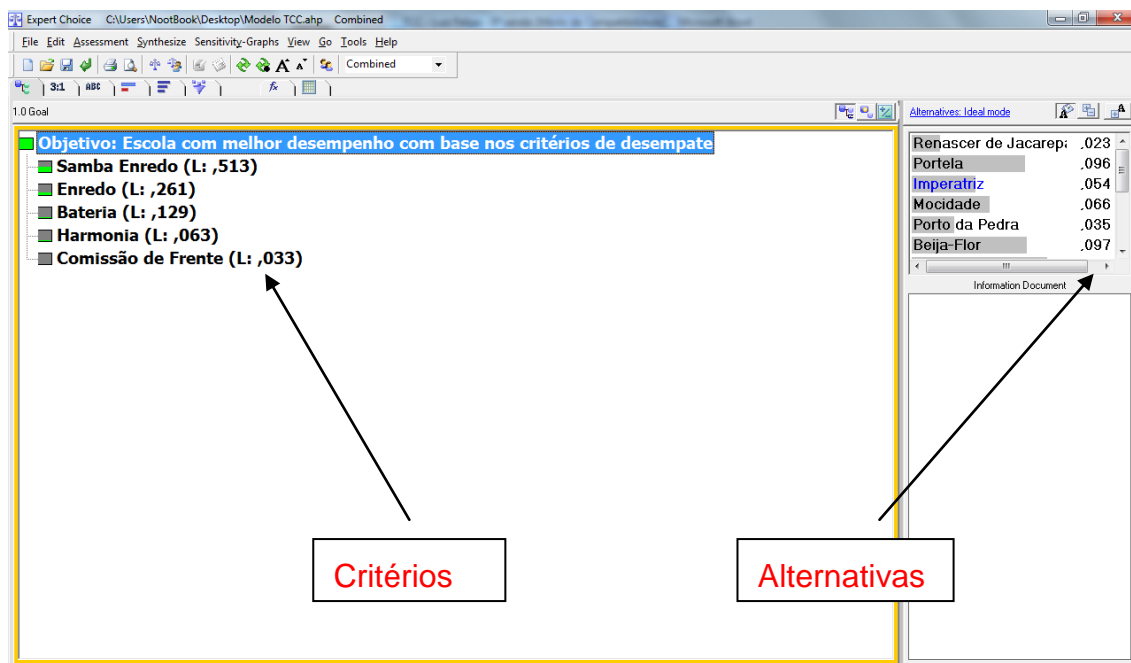 Expert Choice C:\Users\NootBook\Desktop\Modelo TCC.ahp Combined
File Edit Assessment Synthesize Sensitivity-Graphs View Go Tools Help
Combined
3:1 ABC fx
1.0 Goal
Alternatives: Ideal mode
Objetivo: Escola com melhor desempenho com base nos critérios de desempate
Samba Enredo (L: ,513)
Enredo (L: ,261)
Bateria (L: ,129)
Harmonia (L: ,063)
Comissão de Frente (L: ,033)
Renascer de Jacarepa ,023
Portela ,096
Imperatriz ,054
Mocidade ,066
Porto da Pedra ,035
Beija-Flor ,097
Information Document
Critérios
Alternativas